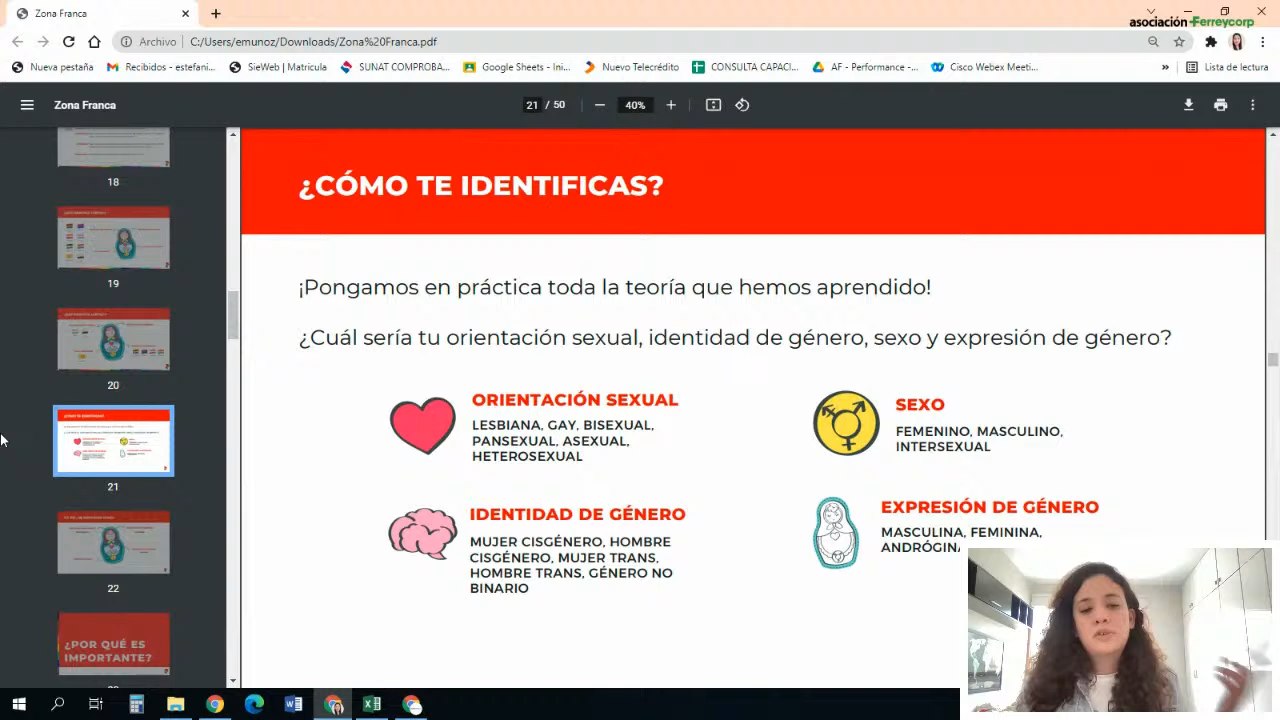 Zona Franca
asociación Ferreycorp
Archivo C:/Users/emunoz/Downloads/Zona%20Franca.pdf
Nueva pestaña Recibidos - estefani... SieWeb | Matricula SUNAT COMPROBA... Google Sheets - Ini... Nuevo Telecrédito CONSULTA CAPACI... AF - Performance -... Cisco Webex Meeti... » Lista de lectura
Zona Franca 21 / 50 40%
18
19
20
21
22
¿POR QUÉ ES
IMPORTANTE?
¿CÓMO TE IDENTIFICAS?
¡Pongamos en práctica toda la teoría que hemos aprendido!
¿Cuál sería tu orientación sexual, identidad de género, sexo y expresión de género?
ORIENTACIÓN SEXUAL
LESBIANA, GAY, BISEXUAL,
PANSEXUAL, ASEXUAL,
HETEROSEXUAL
SEXO
FEMENINO, MASCULINO,
INTERSEXUAL
IDENTIDAD DE GÉNERO
MUJER CISGÉNERO, HOMBRE
CISGÉNERO, MUJER TRANS,
HOMBRE TRANS, GÉNERO NO
BINARIO
EXPRESIÓN DE GÉNERO
MASCULINA, FEMININA,
ANDRÓGINA